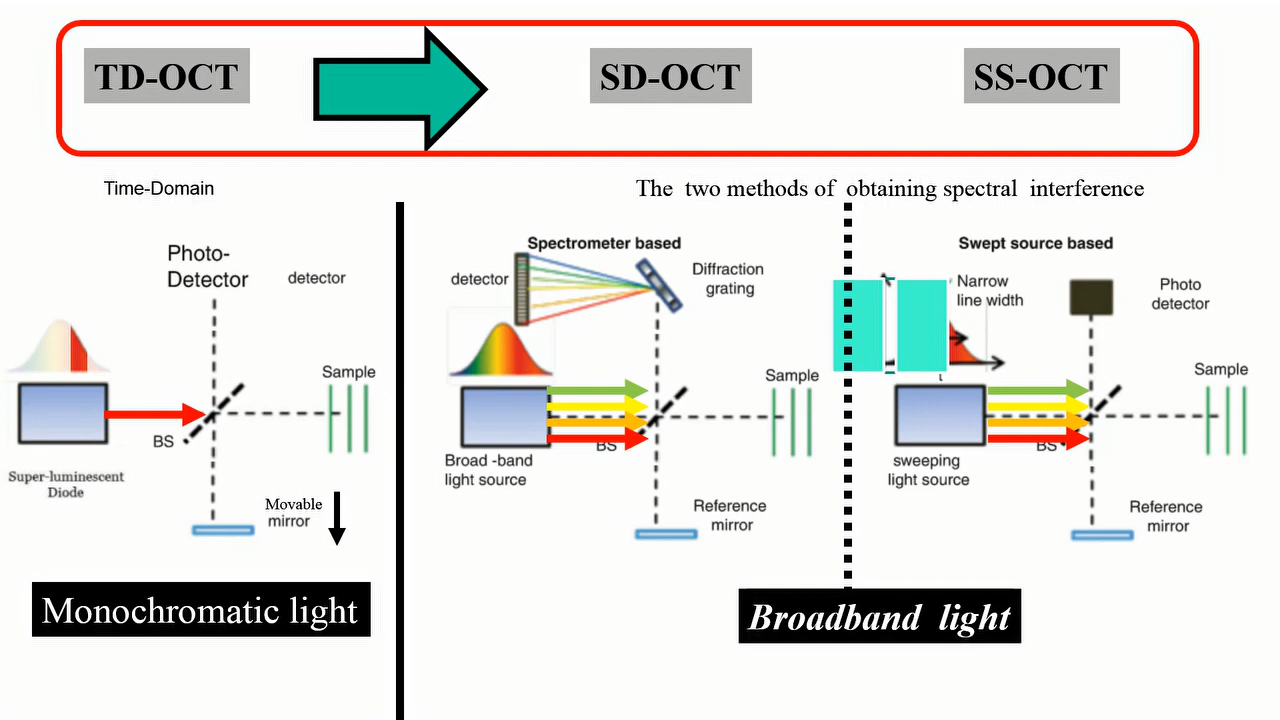 TD-OCT
SD-OCT
SS-OCT
Time-Domain
The two methods of obtaining spectral interference
Photo-
Detector
detector
Sample
BS
Super-luminescent
Diode
Movable
mirror
Monochromatic light
Spectrometer based
detector
Diffraction
grating
Sample
BS
Broad -band
light source
Reference
mirror
Swept source based
Narrow
line width
Photo
detector
Sample
BS
sweeping
light source
Reference
mirror
Broadband light